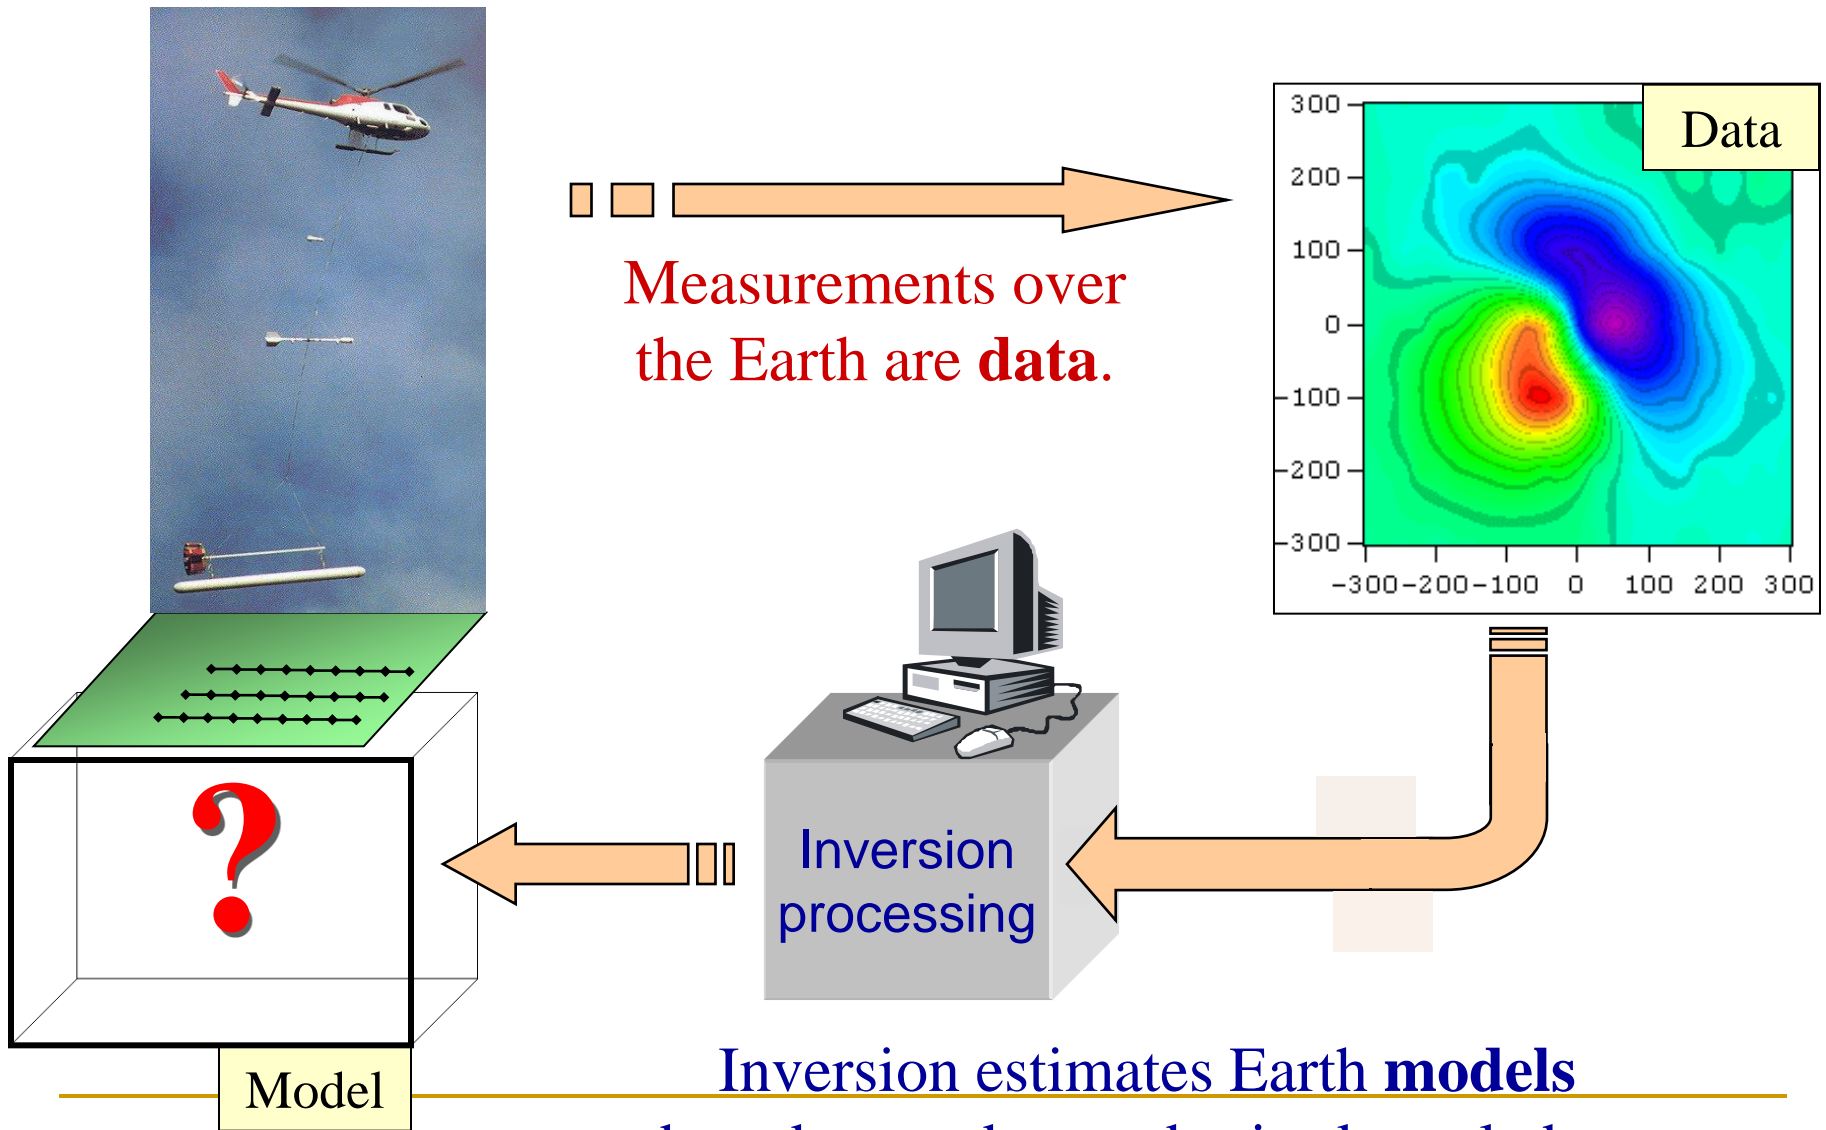 Data
300
200
100
0
-100
-200
-300
-300 -200 -100 0 100 200 300
Measurements over
the Earth are data.
Inversion
processing
?
Model
Inversion estimates Earth models